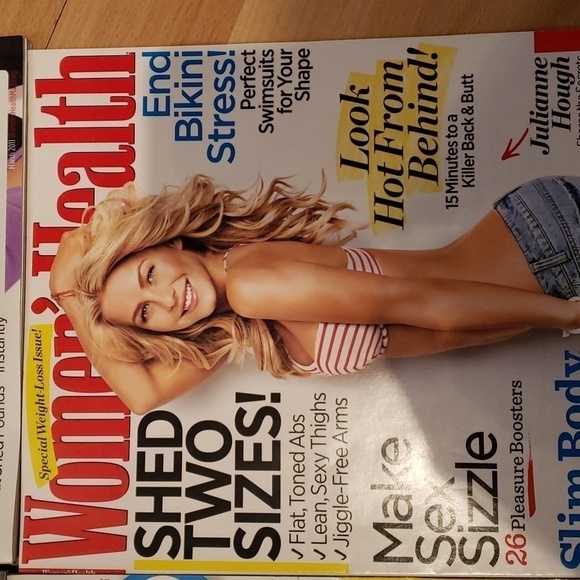 Women's Health
Special Weight-Loss Issue!
End
Bikini
Stress!
Perfect
Swimsuits
for Your
Shape
Look
Hot From
Behind!
15 Minutes to a
Killer Back & Butt
Julianne
Hough
SHED
TWO
SIZES!
✓ Flat, Toned Abs
✓ Lean, Sexy Thighs
✓ Jiggle-Free Arms
Make
Sex
Sizzle
26 Pleasure Boosters
Slim Body
March 2011
Instantly